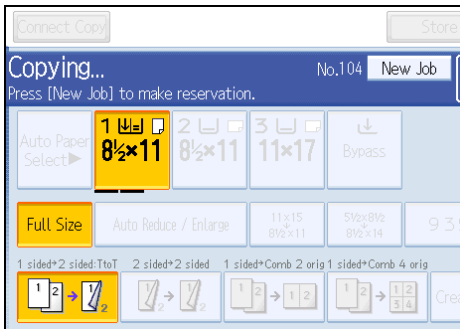 Connect Copy
Store
Copying...
No.104
New Job
Press [New Job] to make reservation.
Auto Paper
Select►
1
8½×11
2
8½×11
3
11×17
Bypass
Full Size
Auto Reduce / Enlarge
11×15
8½×11
5½×8½
8½×14
93
1 sided→2 sided:TtoT
2 sided→2 sided
1 sided→Comb 2 orig
1 sided→Comb 4 orig
1 2 → 1 2
1 2 → 1 2
1 2 → 1 2
1 2 → 1 2 3 4
Crea